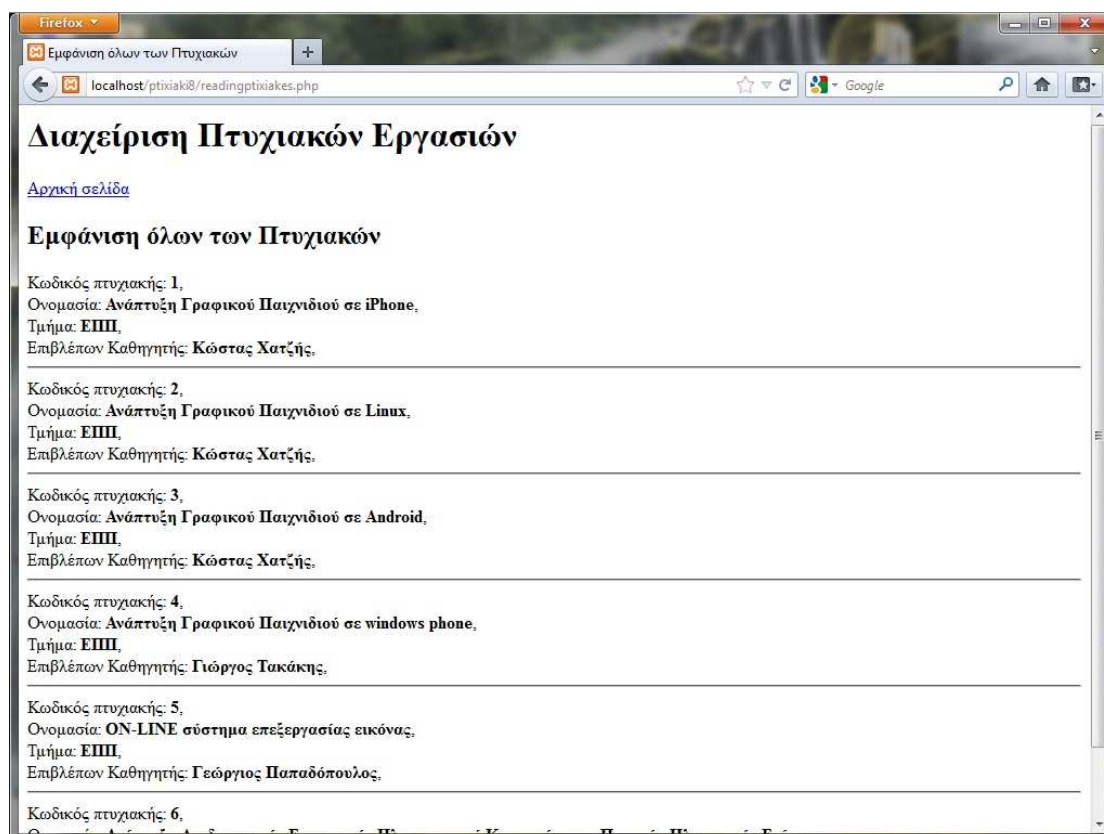 Firefox
Εμφάνιση όλων των Πτυχιακών
localhost/ptixiaki8/readingptixiakes.php
Google
Διαχείριση Πτυχιακών Εργασιών
Αρχική σελίδα
Εμφάνιση όλων των Πτυχιακών
Κωδικός πτυχιακής: 1,
Ονομασία: Ανάπτυξη Γραφικού Παιχνιδιού σε iPhone,
Τμήμα: ΕΠΠ,
Επιβλέπων Καθηγητής: Κώστας Χατζής,
Κωδικός πτυχιακής: 2,
Ονομασία: Ανάπτυξη Γραφικού Παιχνιδιού σε Linux,
Τμήμα: ΕΠΠ,
Επιβλέπων Καθηγητής: Κώστας Χατζής,
Κωδικός πτυχιακής: 3,
Ονομασία: Ανάπτυξη Γραφικού Παιχνιδιού σε Android,
Τμήμα: ΕΠΠ,
Επιβλέπων Καθηγητής: Κώστας Χατζής,
Κωδικός πτυχιακής: 4,
Ονομασία: Ανάπτυξη Γραφικού Παιχνιδιού σε windows phone,
Τμήμα: ΕΠΠ,
Επιβλέπων Καθηγητής: Γιώργος Τακάκης,
Κωδικός πτυχιακής: 5,
Ονομασία: ON-LINE σύστημα επεξεργασίας εικόνας,
Τμήμα: ΕΠΠ,
Επιβλέπων Καθηγητής: Γεώργιος Παπαδόπουλος,
Κωδικός πτυχιακής: 6,